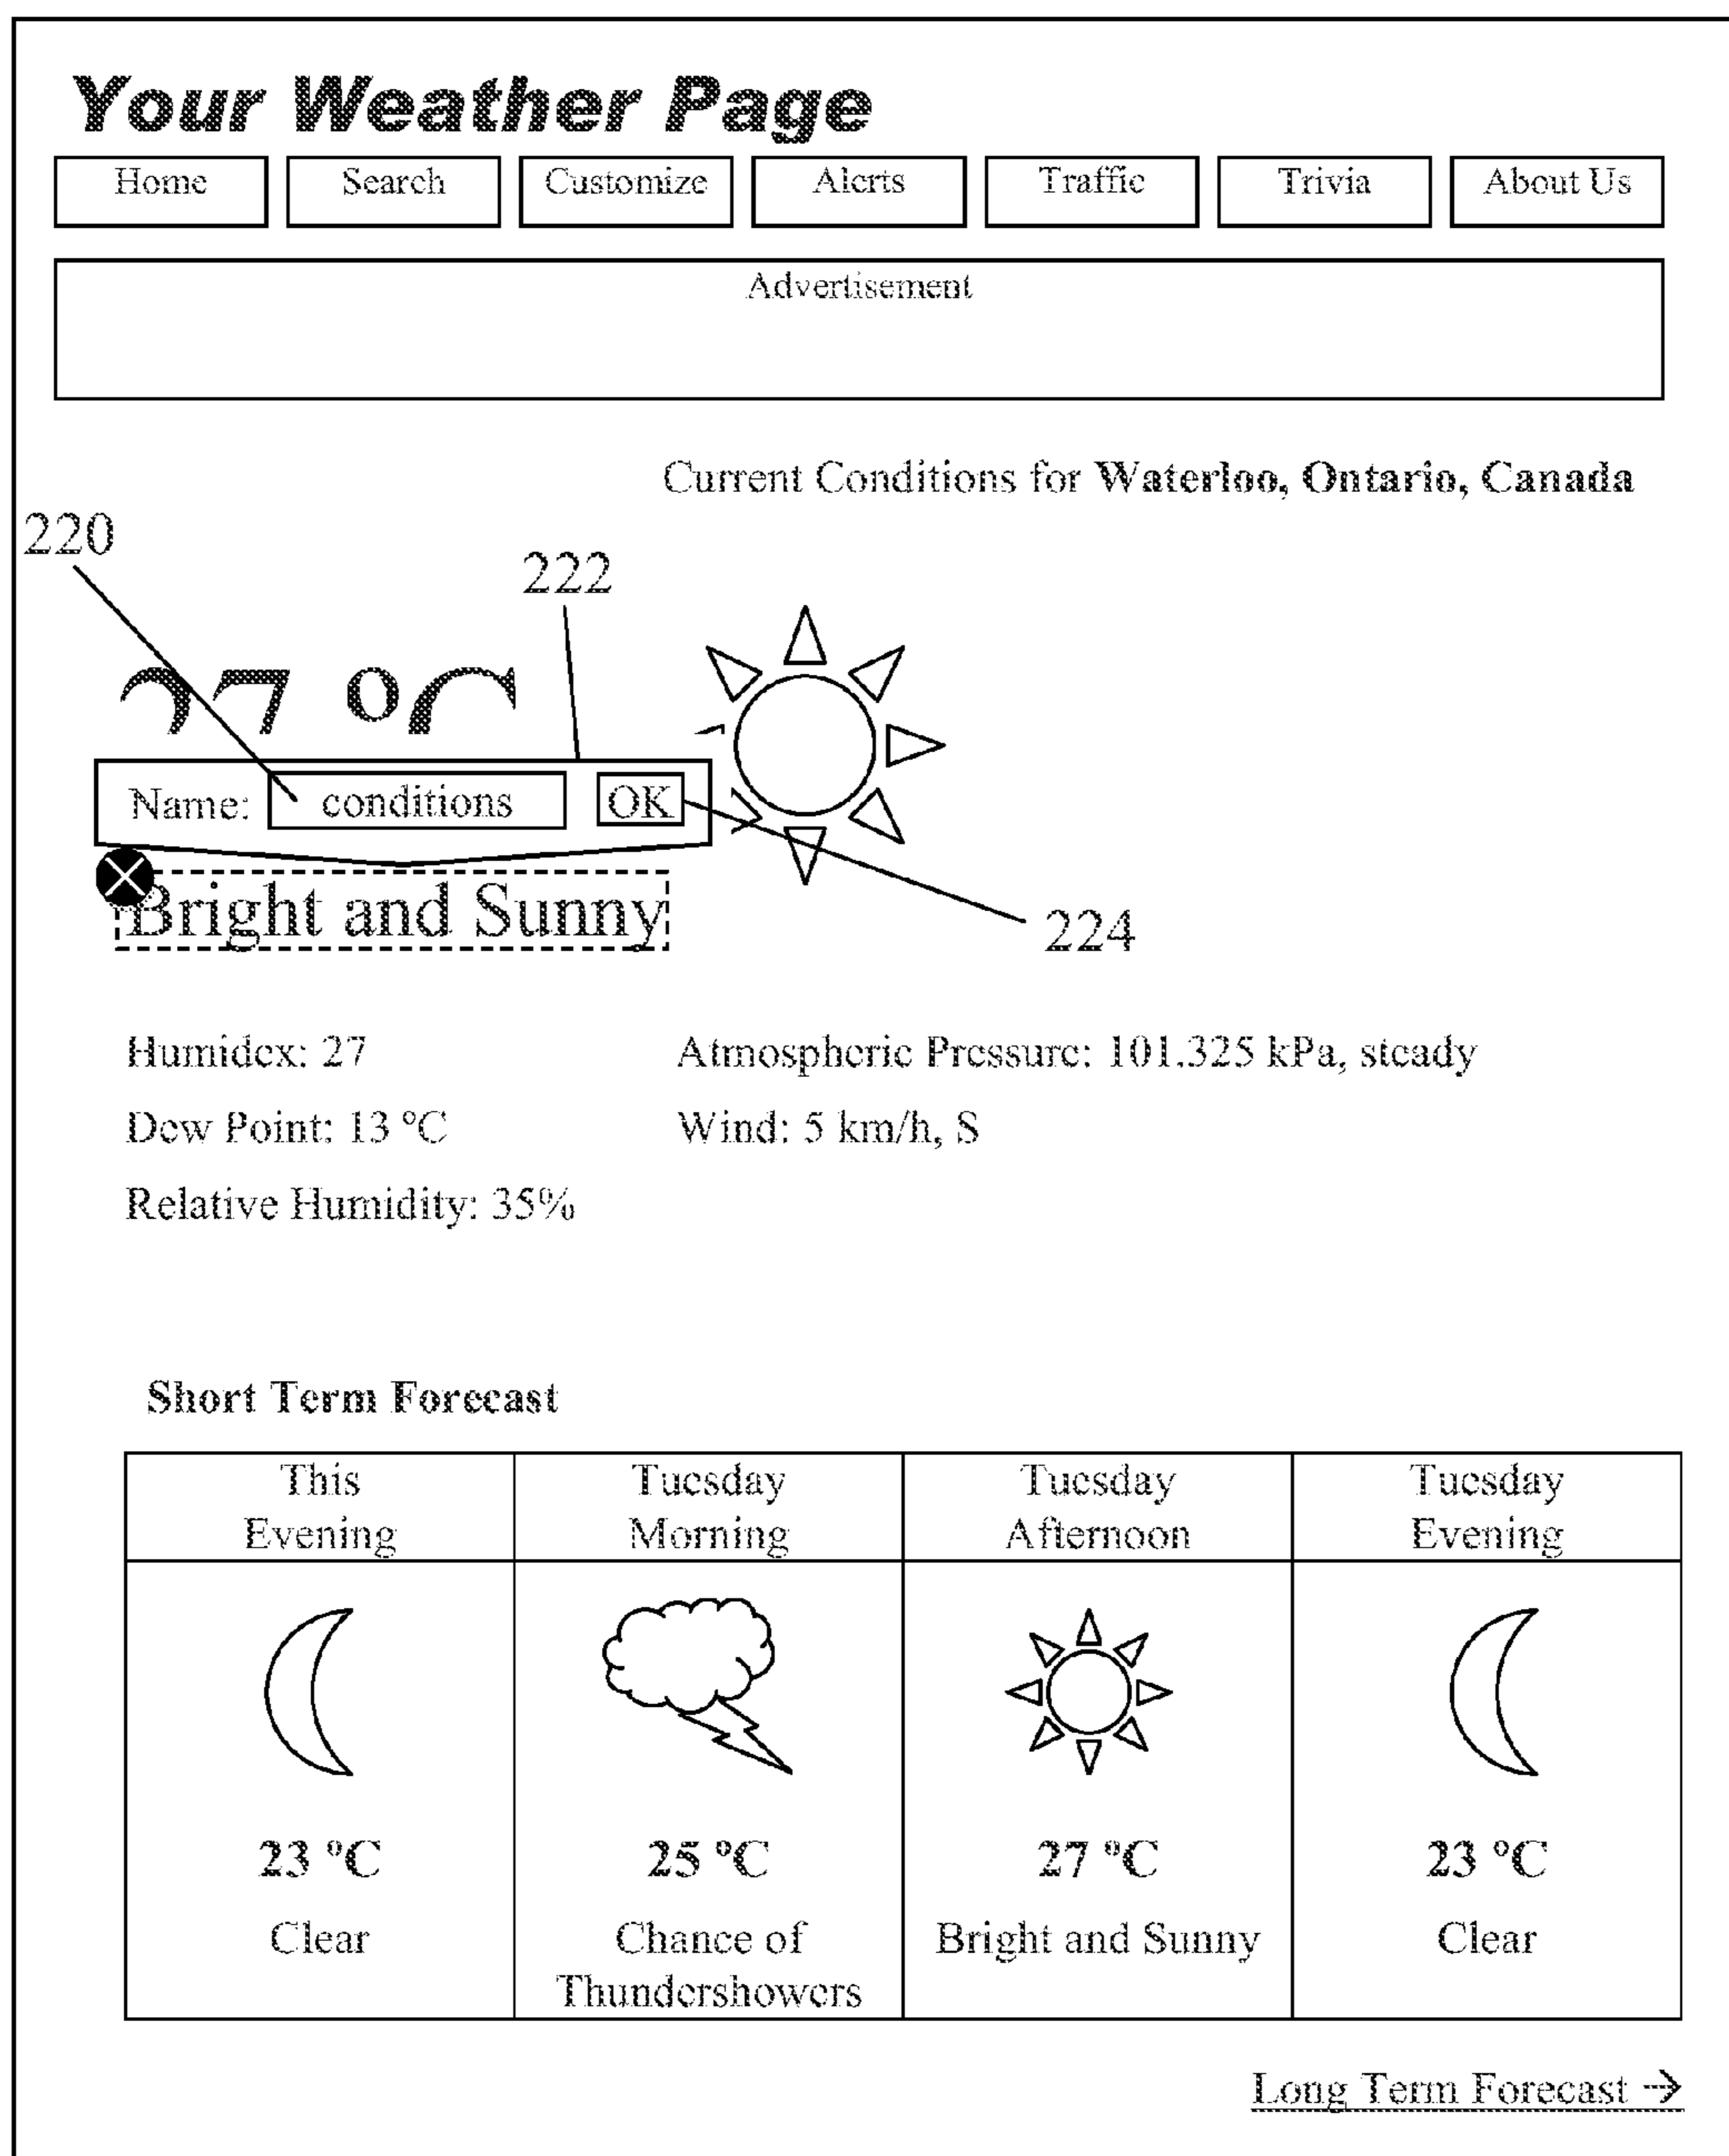 Your Weather Page
Home Search Customize Alerts Traffic Trivia About Us
Advertisement
Current Conditions for Waterloo, Ontario, Canada
220
222
27 °C
Name: conditions OK
Bright and Sunny
224
Humidex: 27 Atmospheric Pressure: 101.325 kPa, steady
Dew Point: 13 °C Wind: 5 km/h, S
Relative Humidity: 35%
Short Term Forecast
This Tuesday Tuesday Tuesday
Evening Morning Afternoon Evening
23 °C 25 °C 27 °C 23 °C
Clear Chance of Bright and Sunny Clear
Thundershowers
Long Term Forecast →